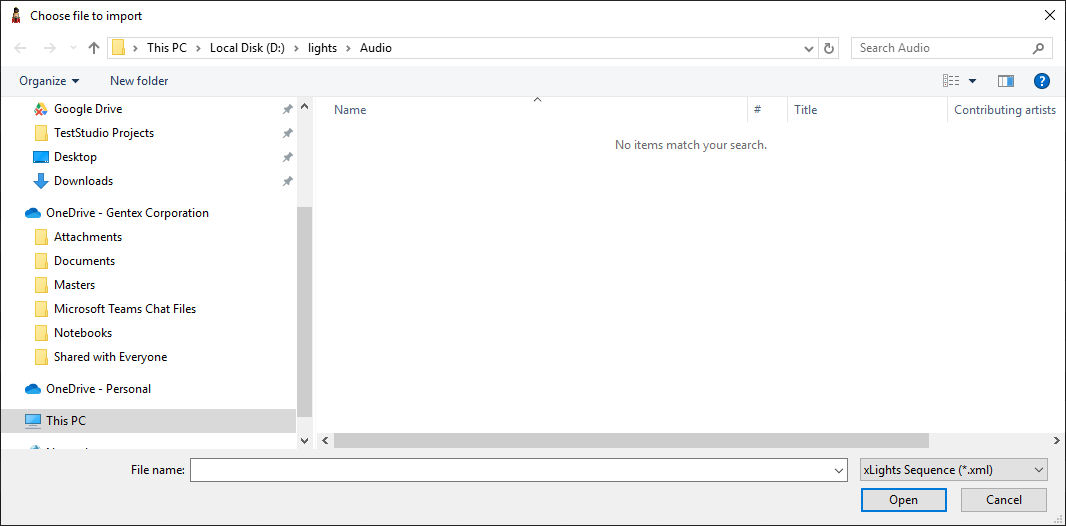 Choose file to import
This PC > Local Disk (D:) > lights > Audio
Search Audio
Organize
New folder
Google Drive
TestStudio Projects
Desktop
Downloads
OneDrive - Gentex Corporation
Attachments
Documents
Masters
Microsoft Teams Chat Files
Notebooks
Shared with Everyone
OneDrive - Personal
This PC
Name
#
Title
Contributing artists
No items match your search.
File name:
xLights Sequence (*.xml)
Open
Cancel